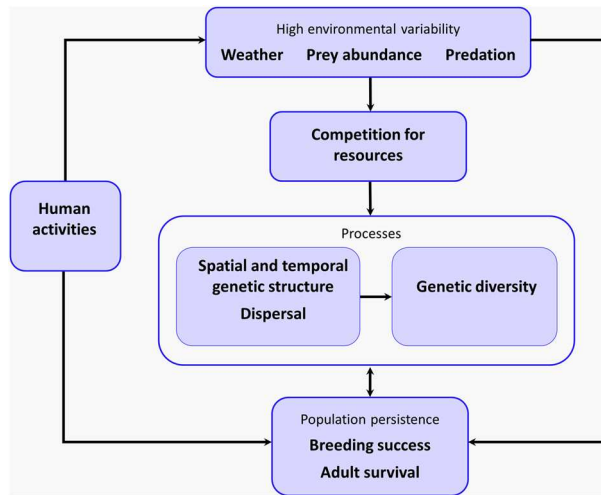 High environmental variability
Weather Prey abundance Predation
Competition for
resources
Human
activities
Processes
Spatial and temporal
genetic structure
Dispersal
Genetic diversity
Population persistence
Breeding success
Adult survival